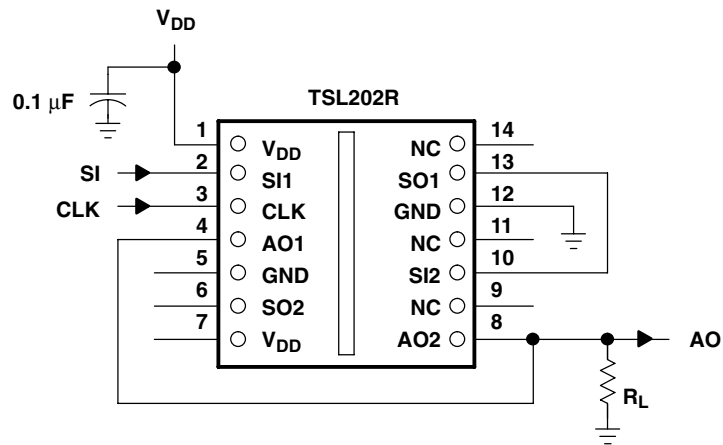 VDD
0.1 μF
TSL202R
1 VDD NC 14
SI 2 SI1 SO1 13
CLK 3 CLK GND 12
4 AO1 NC 11
5 GND SI2 10
6 SO2 NC 9
7 VDD AO2 8
AO
RL